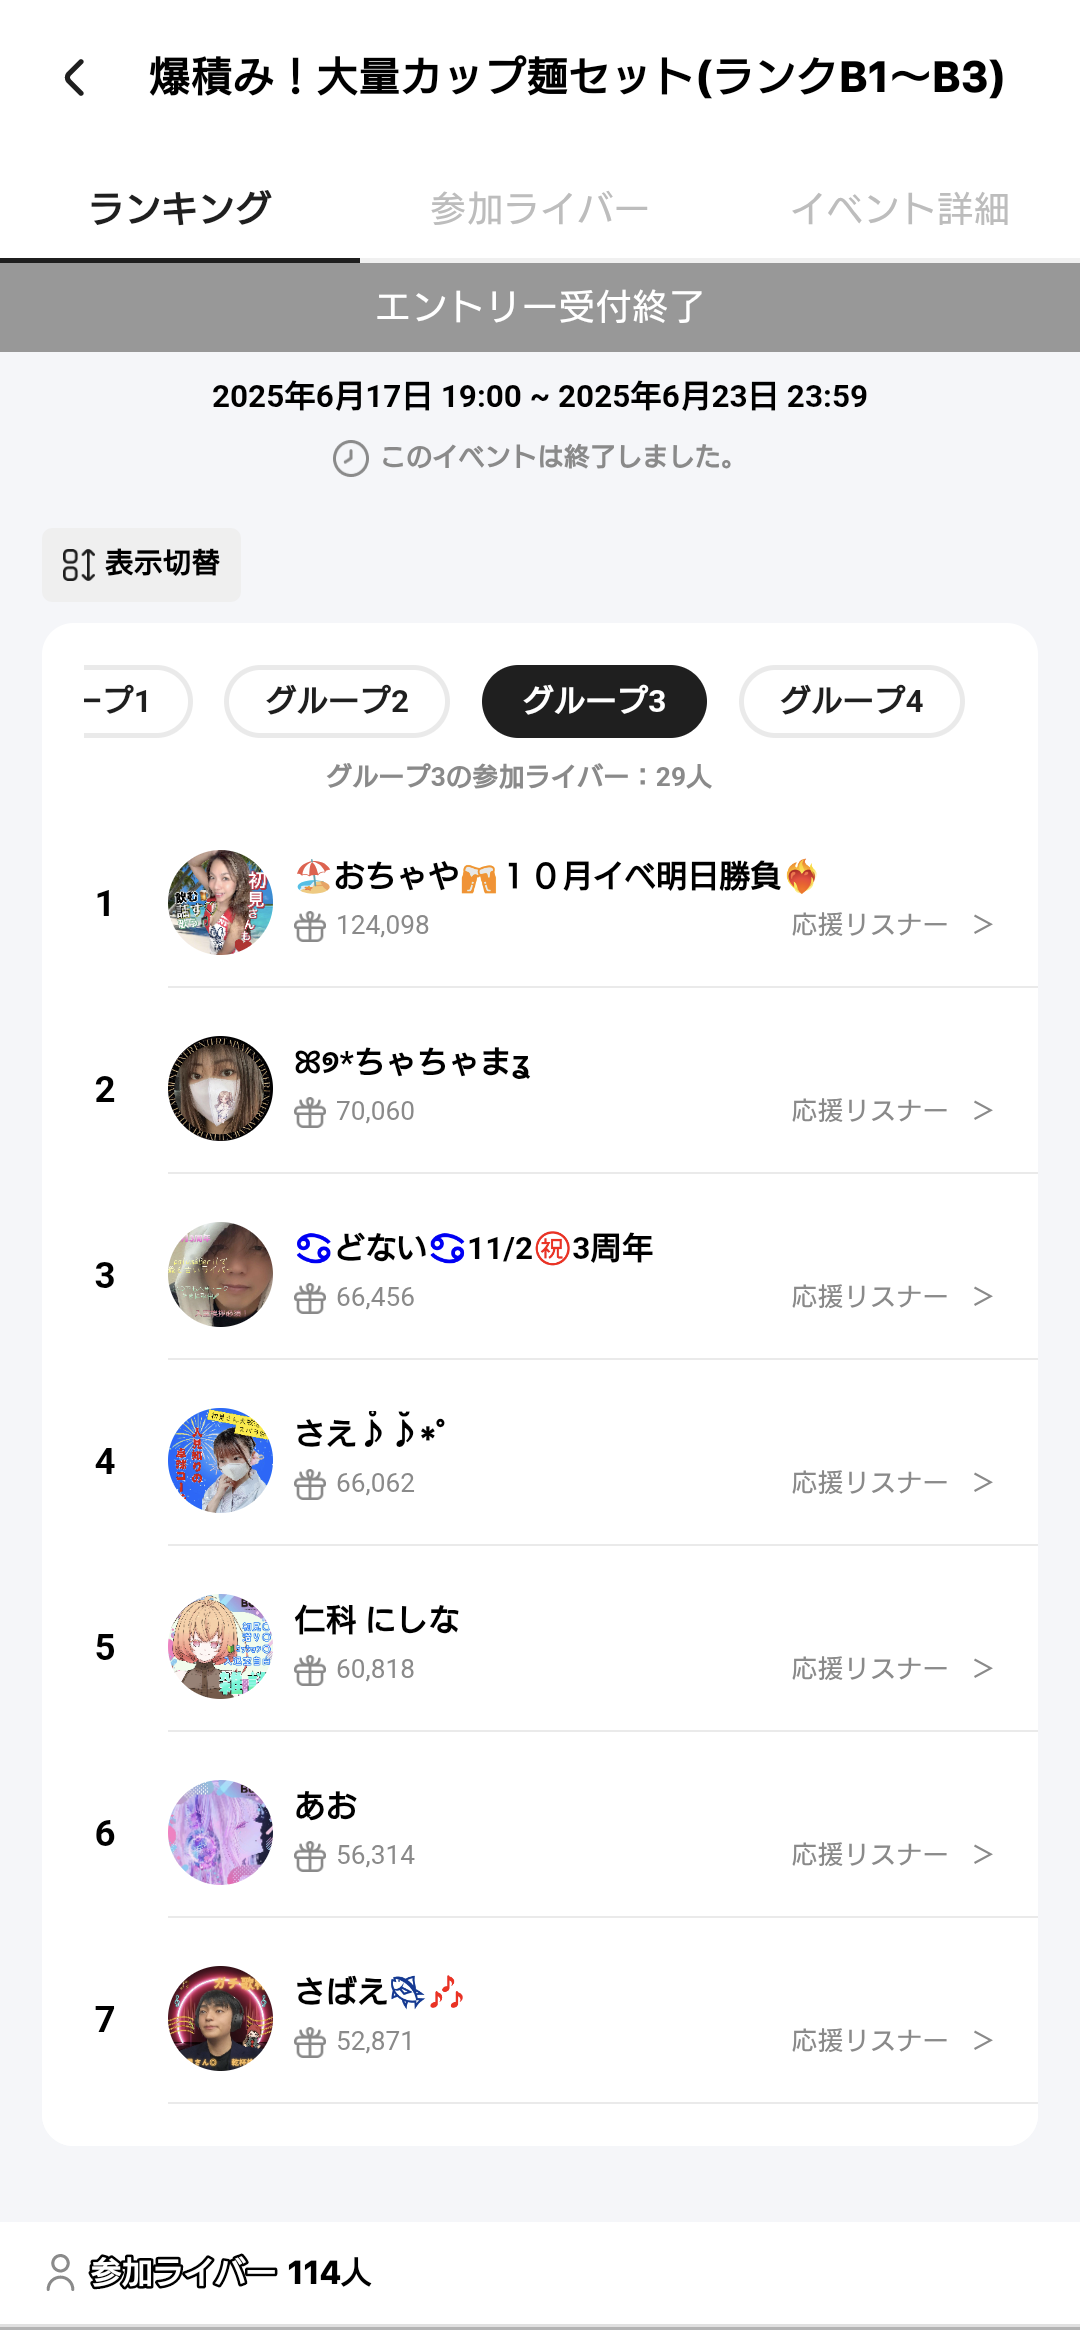 爆積み！大量カップ麺セット(ランクB1〜B3)
ランキング 参加ライバー イベント詳細
エントリー受付終了
2025年6月17日 19:00 ~ 2025年6月23日 23:59
このイベントは終了しました。
表示切替
ープ1 グループ2 グループ3 グループ4
グループ3の参加ライバー：29人
1
🏖️おちゃや🍻１０月イベ明日勝負❤️‍🔥
124,098 応援リスナー >
2
ꕤ୨*ちゃちゃまʓ
70,060 応援リスナー >
3
♋どない♋11/2㊗️3周年
66,456 応援リスナー >
4
さえ♪̆̈♪̆̈*˚
66,062 応援リスナー >
5
仁科 にしな
60,818 応援リスナー >
6
あお
56,314 応援リスナー >
7
さばえ🎶
52,871 応援リスナー >
参加ライバー 114人